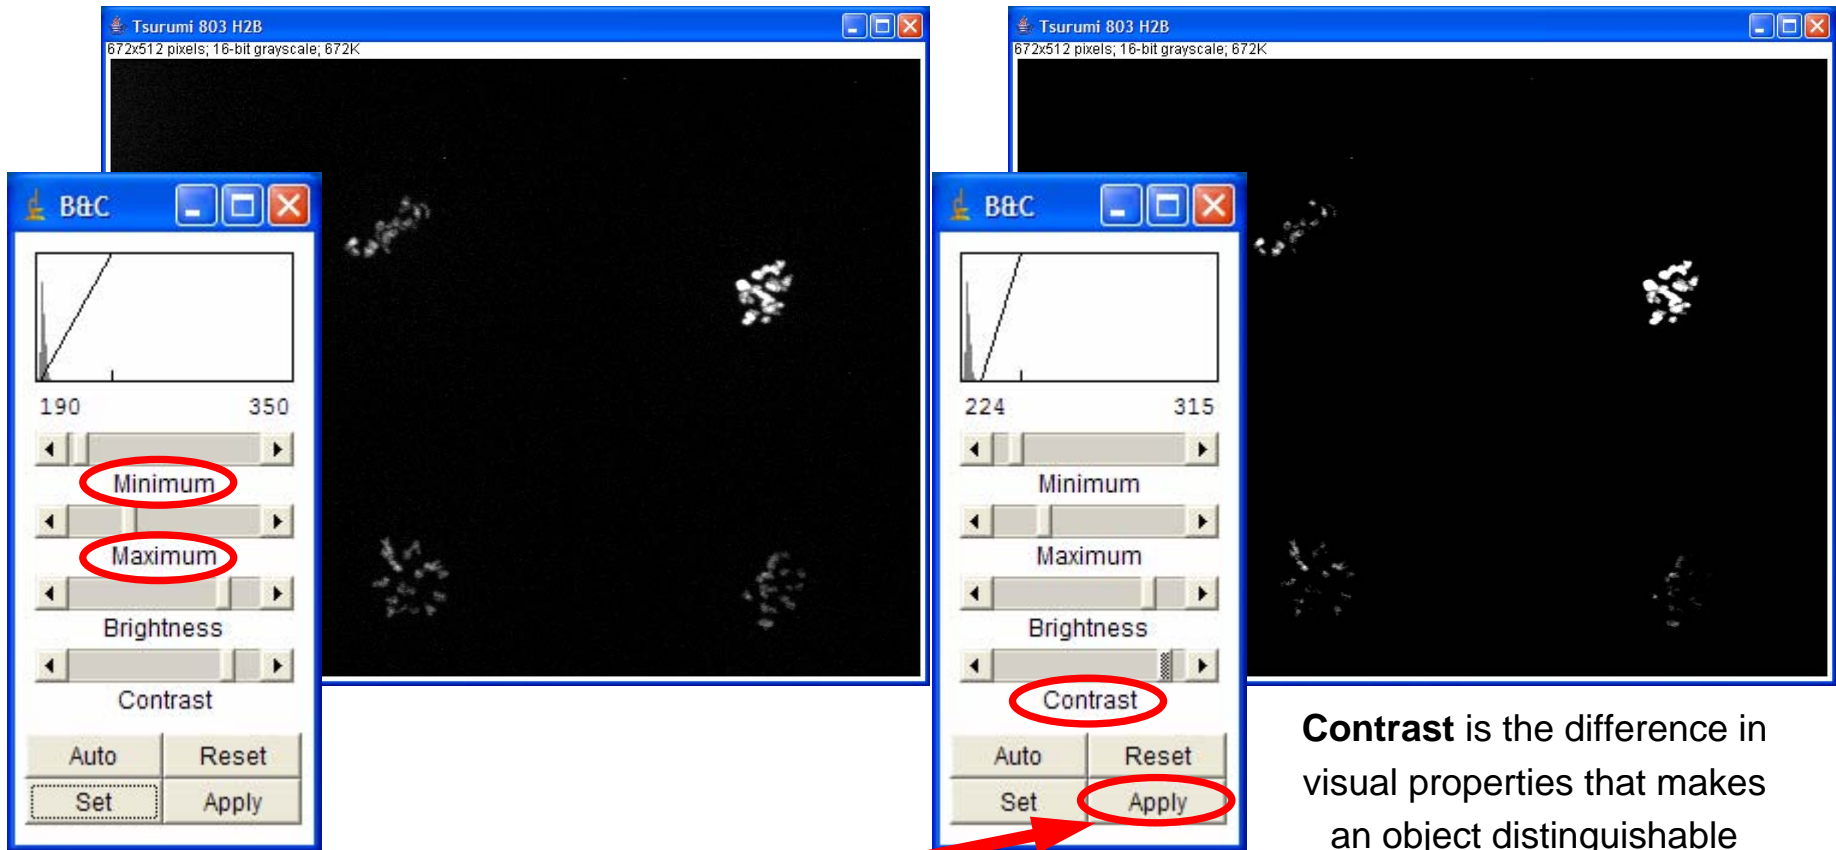 Tsurumi 803 H2B
672x512 pixels; 16-bit grayscale; 672K
B&C
190 350
Minimum
Maximum
Brightness
Contrast
Auto Reset
Set Apply
Tsurumi 803 H2B
672x512 pixels; 16-bit grayscale; 672K
B&C
224 315
Minimum
Maximum
Brightness
Contrast
Auto Reset
Set Apply
Contrast is the difference in
visual properties that makes
an object distinguishable